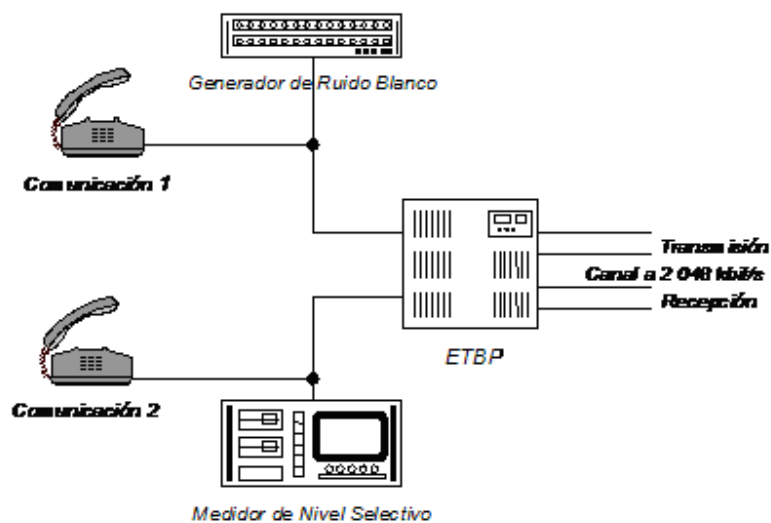 Generador de Ruido Blanco
Comunicación 1
Transmisión
Canal a 2 048 kbit/s
Recepción
ETBP
Comunicación 2
Medidor de Nivel Selectivo